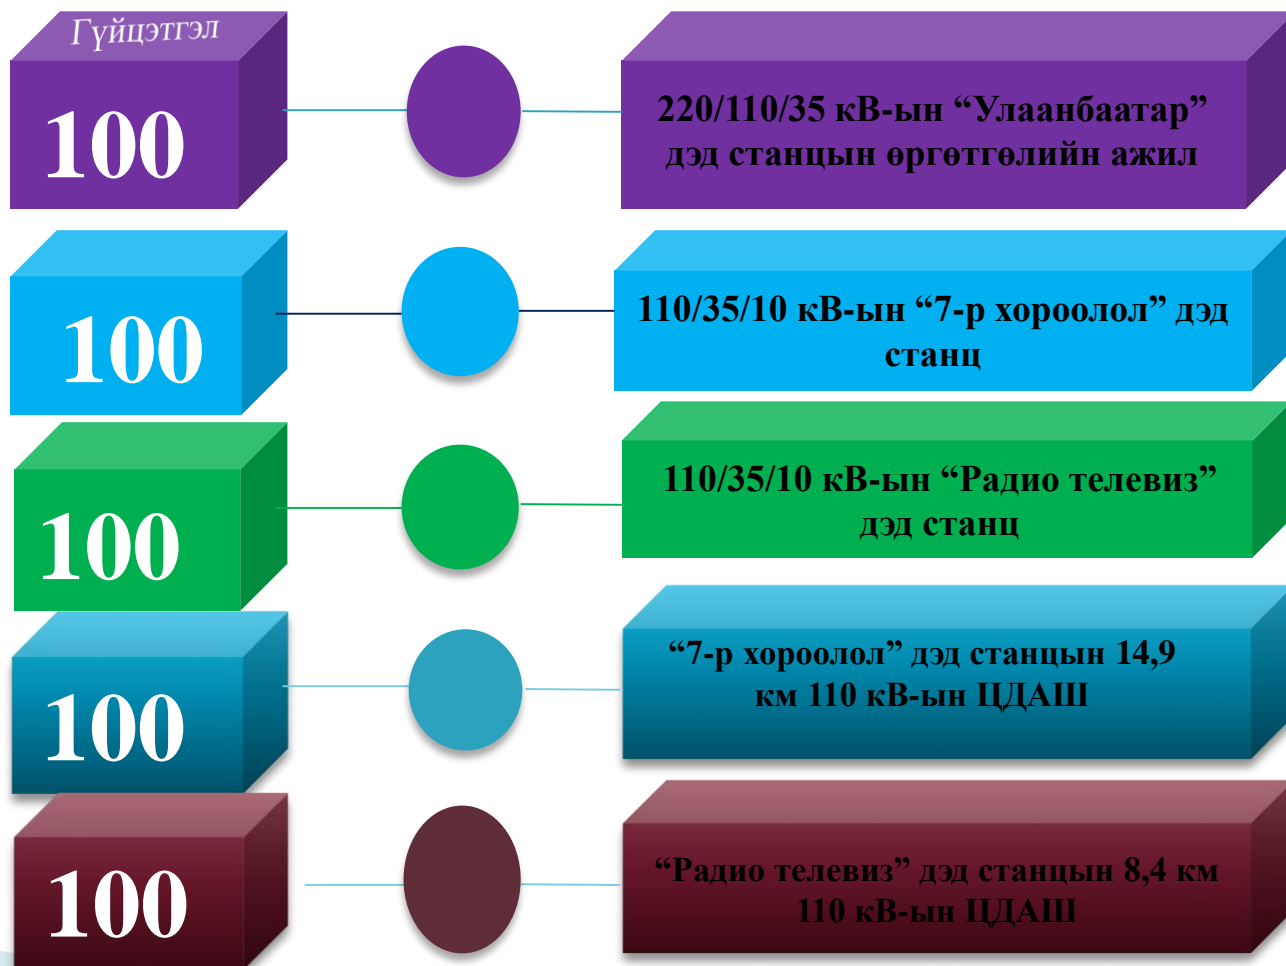 Гүйцэтгэл
100
220/110/35 кВ-ын “Улаанбаатар”
дэд станцын өргөтгөлийн ажил
100
110/35/10 кВ-ын “7-р хороолол” дэд
станц
100
110/35/10 кВ-ын “Радио телевиз”
дэд станц
100
“7-р хороолол” дэд станцын 14,9
км 110 кВ-ын ЦДАШ
100
“Радио телевиз” дэд станцын 8,4 км
110 кВ-ын ЦДАШ